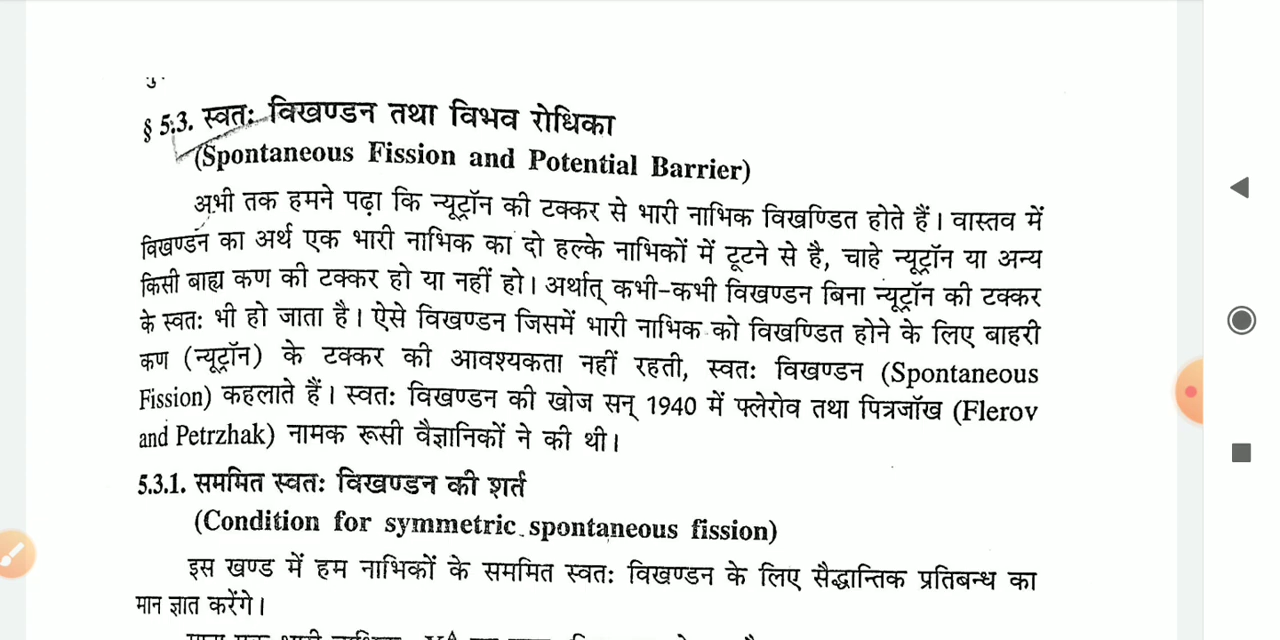 § 5.3. स्वतः विखण्डन तथा विभव रोधिका
(Spontaneous Fission and Potential Barrier)
अभी तक हमने पढ़ा कि न्यूट्रॉन की टक्कर से भारी नाभिक विखण्डित होते हैं। वास्तव में
विखण्डन का अर्थ एक भारी नाभिक का दो हल्के नाभिकों में टूटने से है, चाहे न्यूट्रॉन या अन्य
किसी बाह्य कण की टक्कर हो या नहीं हो। अर्थात् कभी-कभी विखण्डन बिना न्यूट्रॉन की टक्कर
के स्वतः भी हो जाता है। ऐसे विखण्डन जिसमें भारी नाभिक को विखण्डित होने के लिए बाहरी
कण (न्यूट्रॉन) के टक्कर की आवश्यकता नहीं रहती, स्वतः विखण्डन (Spontaneous
Fission) कहलाते हैं। स्वतः विखण्डन की खोज सन् 1940 में फ्लेरोव तथा पित्रजॉख (Flerov
and Petrzhak) नामक रूसी वैज्ञानिकों ने की थी।
5.3.1. सममित स्वतः विखण्डन की शर्त
(Condition for symmetric spontaneous fission)
इस खण्ड में हम नाभिकों के सममित स्वतः विखण्डन के लिए सैद्धान्तिक प्रतिबन्ध का
मान ज्ञात करेंगे।